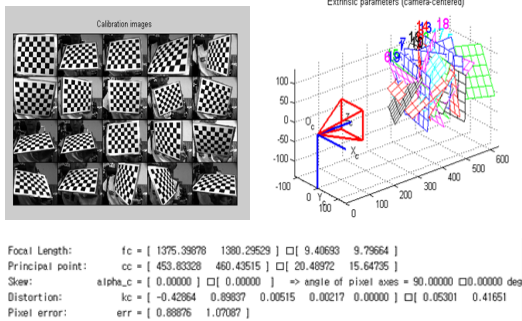 Calibration images
Extrinsic parameters (camera-centered)
18
100
50
0
-50
-100
O_c
Z_c
X_c
Y_c
-100
0
100
0
100
200
300
400
500
600
Focal Length: fc = [ 1375.39878 1380.29529 ] □[ 9.40693 9.79664 ]
Principal point: cc = [ 453.83328 460.43515 ] □[ 20.48972 15.64735 ]
Skew: alpha_c = [ 0.00000 ] □[ 0.00000 ] => angle of pixel axes = 90.00000 □0.00000 deg
Distortion: kc = [ -0.42864 0.89837 0.00515 0.00217 0.00000 ] □[ 0.05301 0.41651
Pixel error: err = [ 0.88876 1.07087 ]